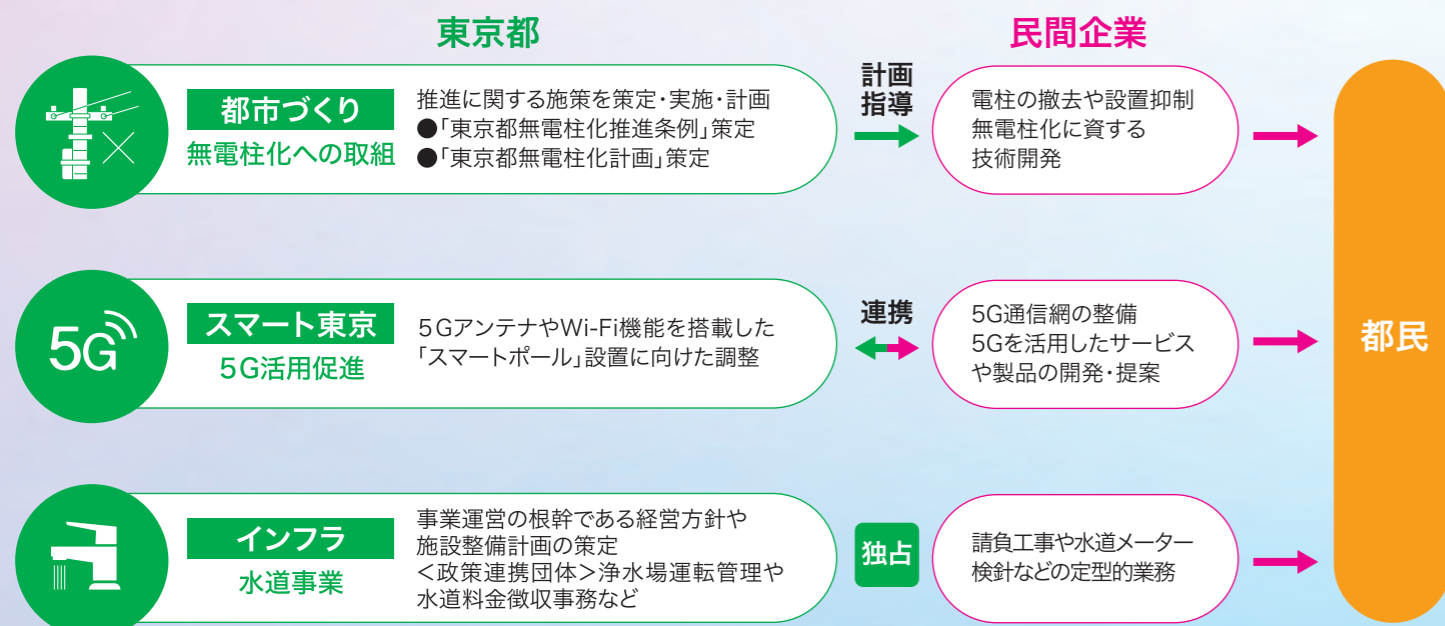 東京都
民間企業
都市づくり
無電柱化への取組
推進に関する施策を策定・実施・計画
●「東京都無電柱化推進条例」策定
●「東京都無電柱化計画」策定
計画
指導
電柱の撤去や設置抑制
無電柱化に資する
技術開発
5G
スマート東京
5G活用促進
5GアンテナやWi-Fi機能を搭載した
「スマートポール」設置に向けた調整
連携
5G通信網の整備
5Gを活用したサービス
や製品の開発・提案
都民
インフラ
水道事業
事業運営の根幹である経営方針や
施設整備計画の策定
<政策連携団体>浄水場運転管理や
水道料金徴収事務など
独占
請負工事や水道メーター
検針などの定型的業務